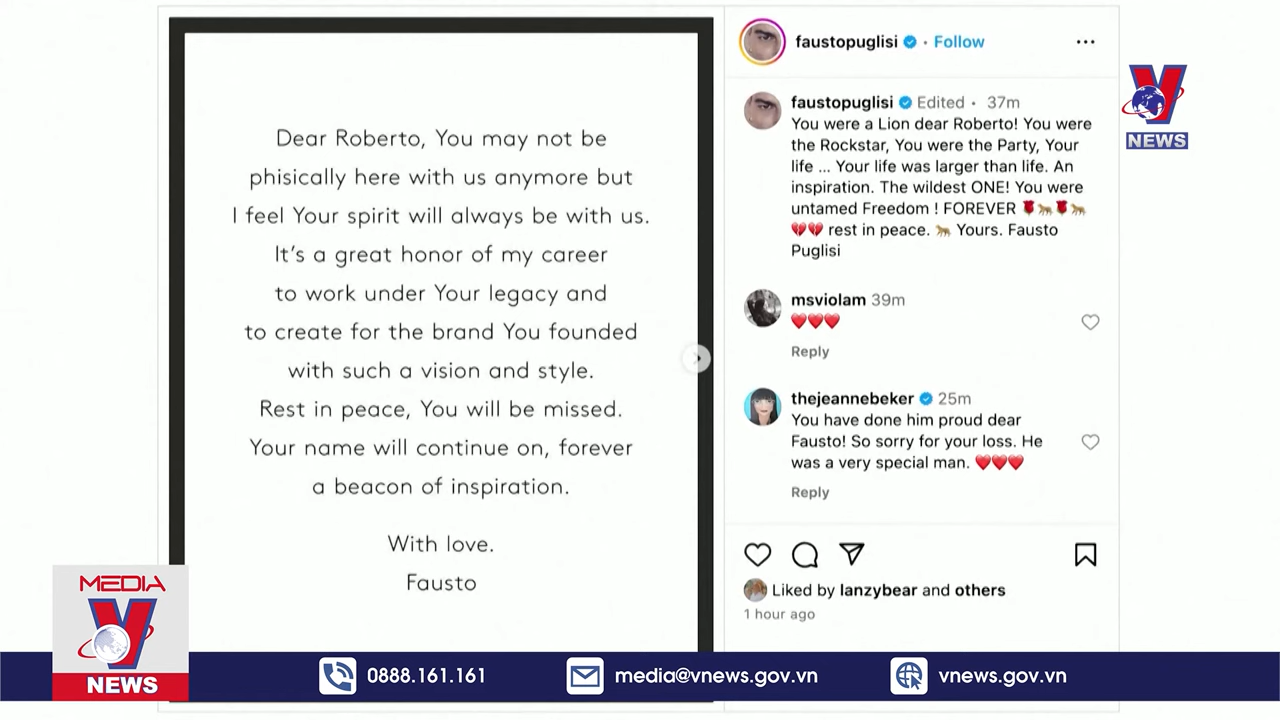 Dear Roberto, You may not be
phisically here with us anymore but
I feel Your spirit will always be with us.
It's a great honor of my career
to work under Your legacy and
to create for the brand You founded
with such a vision and style.
Rest in peace, You will be missed.
Your name will continue on, forever
a beacon of inspiration.
With love.
Fausto
faustopuglisi • Follow
faustopuglisi Edited • 37m
You were a Lion dear Roberto! You were
the Rockstar, You were the Party, Your
life ... Your life was larger than life. An
inspiration. The wildest ONE! You were
untamed Freedom ! FOREVER 🌹🐆🌹🐆
💔💔 rest in peace. 🐆 Yours. Fausto
Puglisi
msviolam 39m
❤️❤️❤️
Reply
thejeannebeker 25m
You have done him proud dear
Fausto! So sorry for your loss. He
was a very special man. ❤️❤️❤️
Reply
Liked by lanzybear and others
1 hour ago
V
NEWS
MEDIA
V
NEWS
0888.161.161
media@vnews.gov.vn
vnews.gov.vn